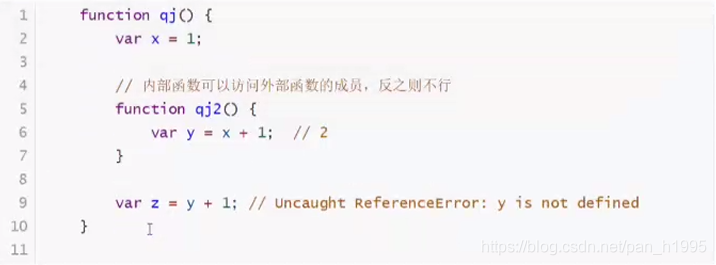 1 function qj() {
2 var x = 1;
3
4 // 内部函数可以访问外部函数的成员，反之则不行
5 function qj2() {
6 var y = x + 1; // 2
7 }
8
9 var z = y + 1; // Uncaught ReferenceError: y is not defined
10 }
11
https://blog.csdn.net/pan_h1995